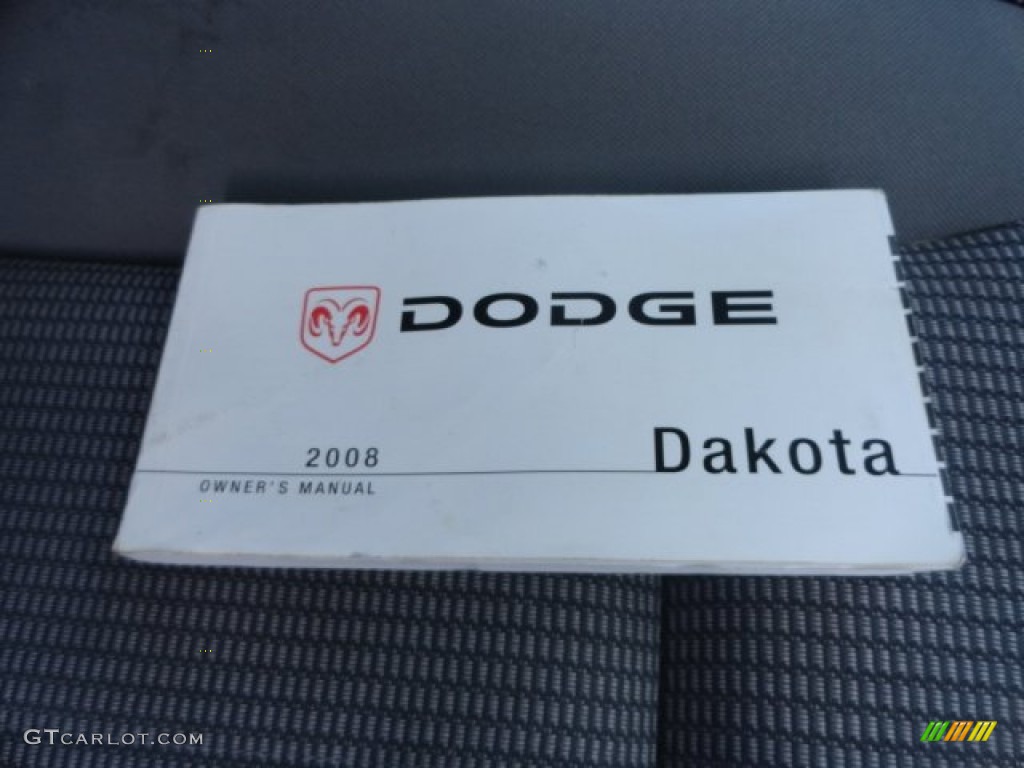 DODGE
2008
Dakota
OWNER'S MANUAL
GTCARLOT.COM